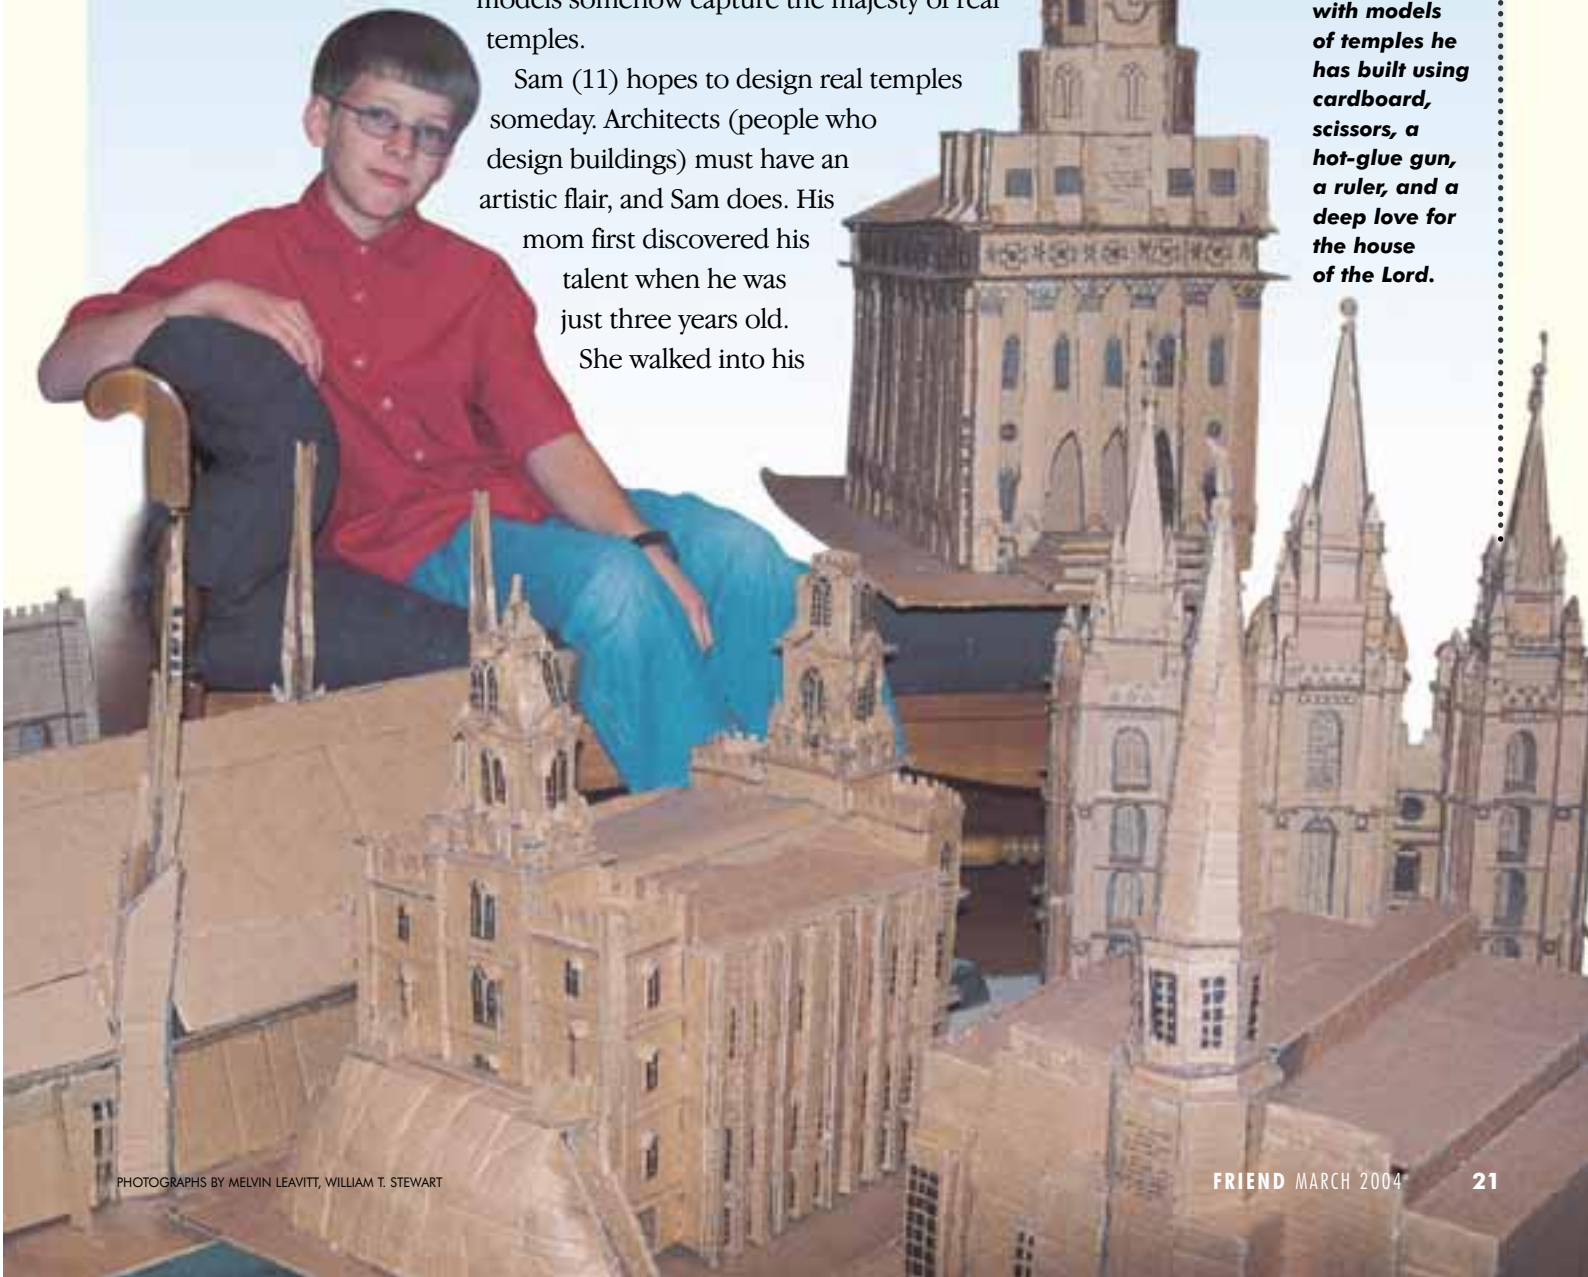 models somehow capture the majesty of real
temples.
Sam (11) hopes to design real temples
someday. Architects (people who
design buildings) must have an
artistic flair, and Sam does. His
mom first discovered his
talent when he was
just three years old.
She walked into his
with models
of temples he
has built using
cardboard,
scissors, a
hot-glue gun,
a ruler, and a
deep love for
the house
of the Lord.
PHOTOGRAPHS BY MELVIN LEAVITT, WILLIAM T. STEWART
FRIEND MARCH 2004 21